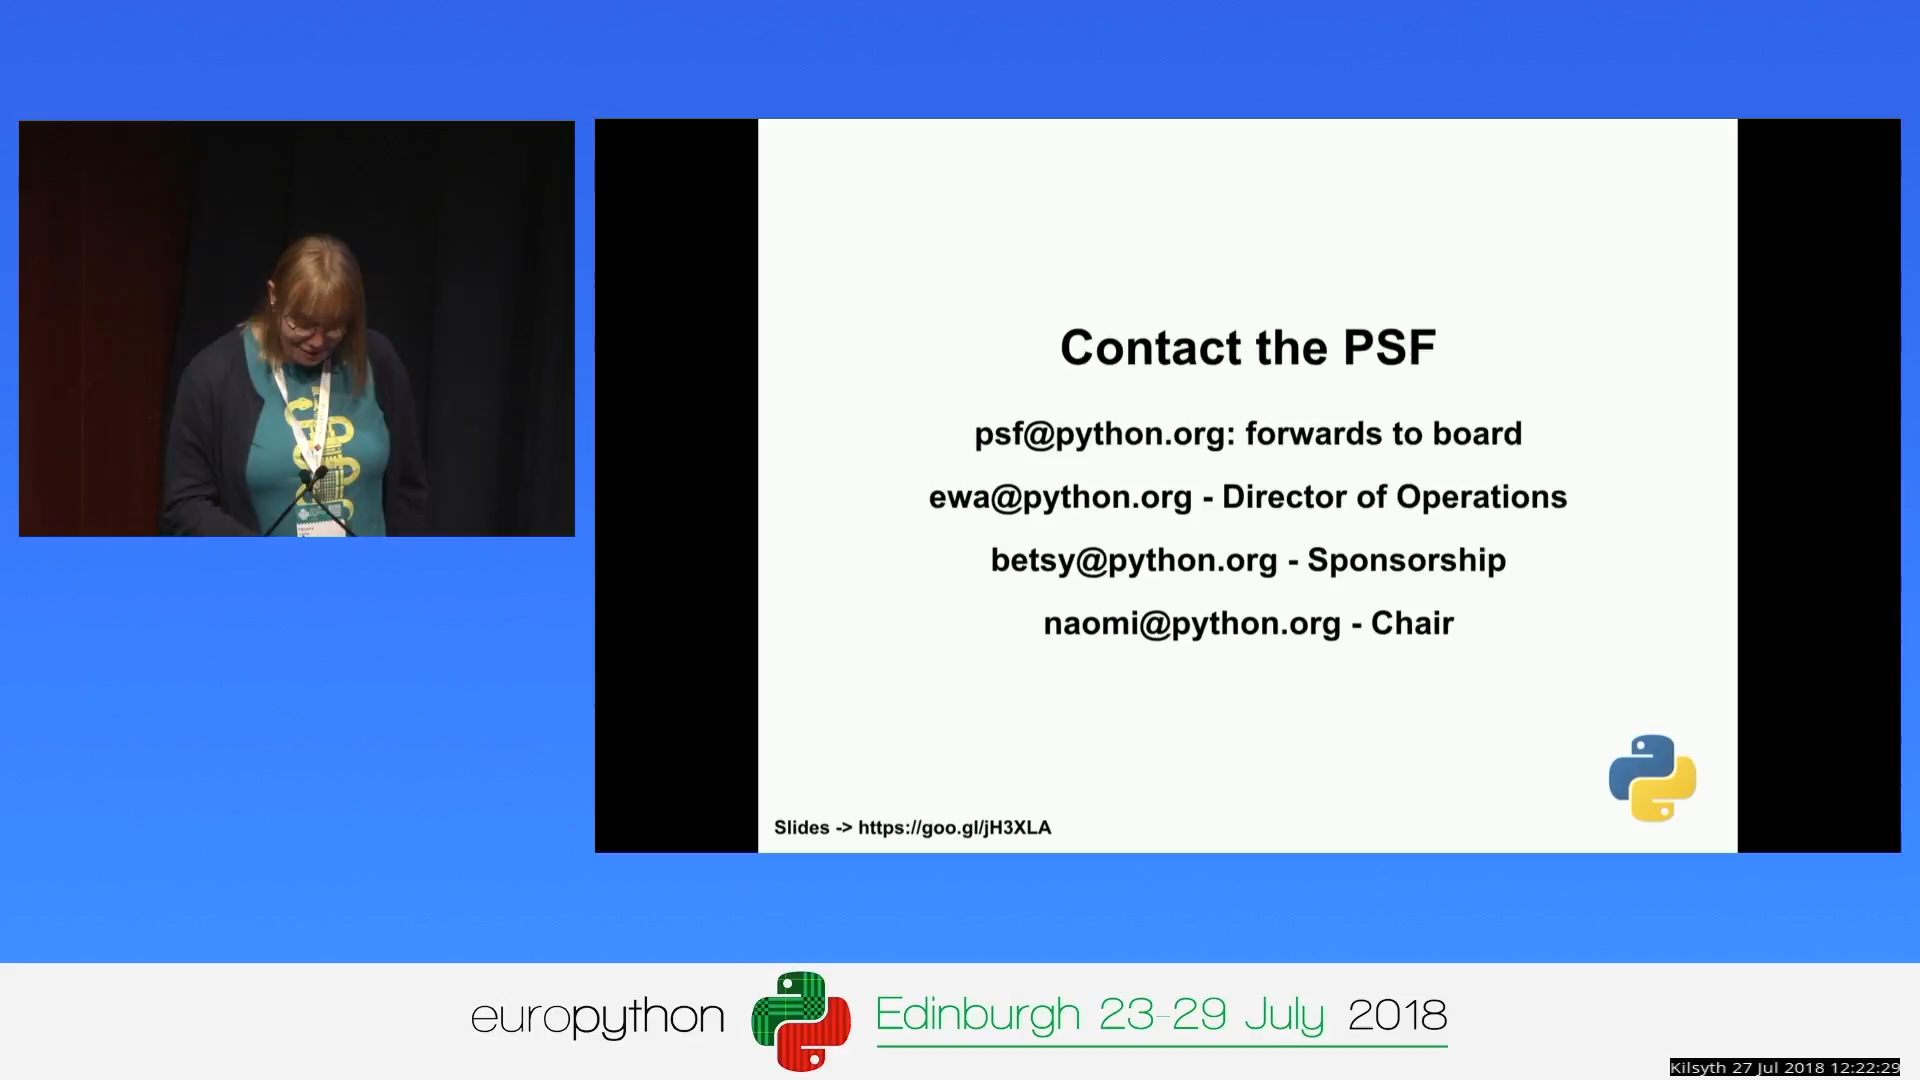 Contact the PSF
psf@python.org: forwards to board
ewa@python.org - Director of Operations
betsy@python.org - Sponsorship
naomi@python.org - Chair
Slides -> https://goo.gl/jH3XLA
europython
Edinburgh 23-29 July 2018
Kilsyth 27 Jul 2018 12:22:29